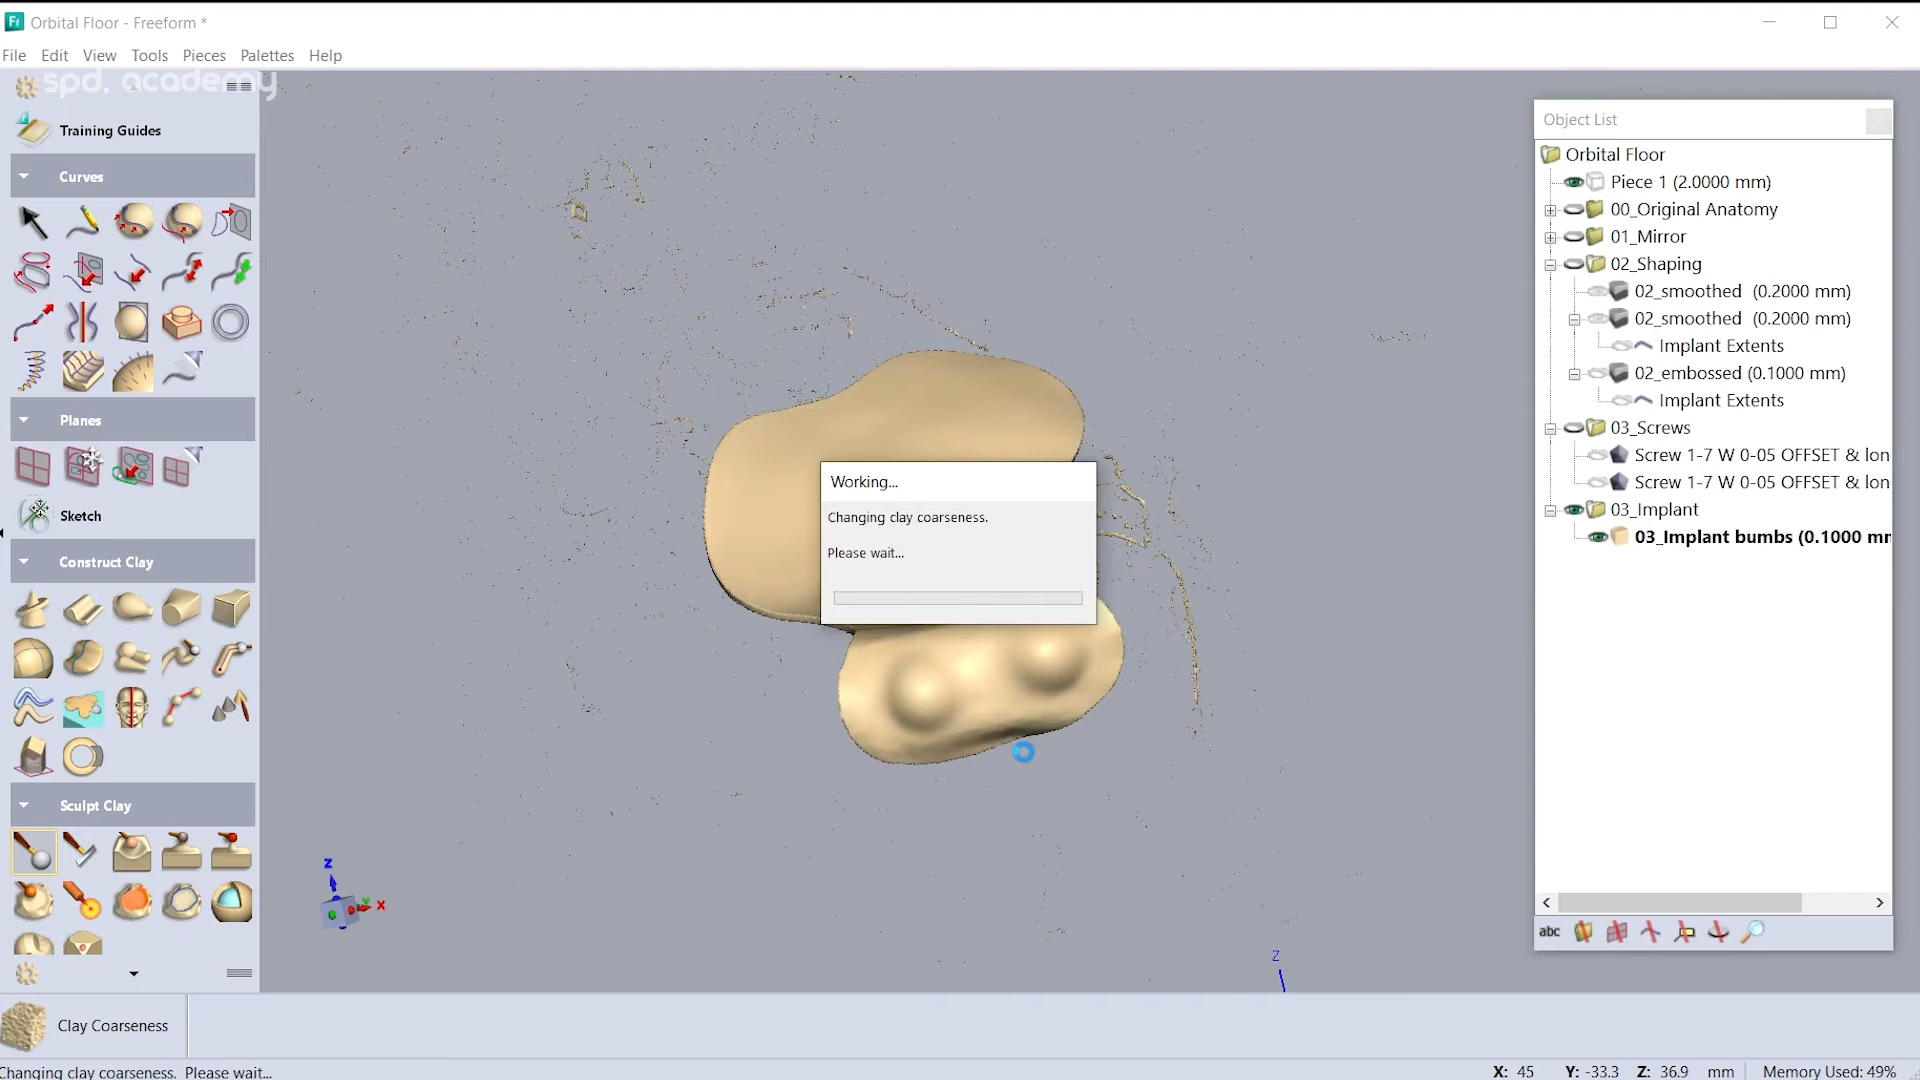 Orbital Floor - Freeform *
File Edit View Tools Pieces Palettes Help
spd. academy
Training Guides
Curves
Planes
Sketch
Construct Clay
Sculpt Clay
Clay Coarseness
Changing clay coarseness. Please wait...
Working...
Changing clay coarseness.
Please wait...
Z
Y
X
Z
Object List
Orbital Floor
Piece 1 (2.0000 mm)
00_Original Anatomy
01_Mirror
02_Shaping
02_smoothed (0.2000 mm)
02_smoothed (0.2000 mm)
Implant Extents
02_embossed (0.1000 mm)
Implant Extents
03_Screws
Screw 1-7 W 0-05 OFFSET & lon
Screw 1-7 W 0-05 OFFSET & lon
03_Implant
03_Implant bumbs (0.1000 mm
abc
X: 45 Y: -33.3 Z: 36.9 mm Memory Used: 49%